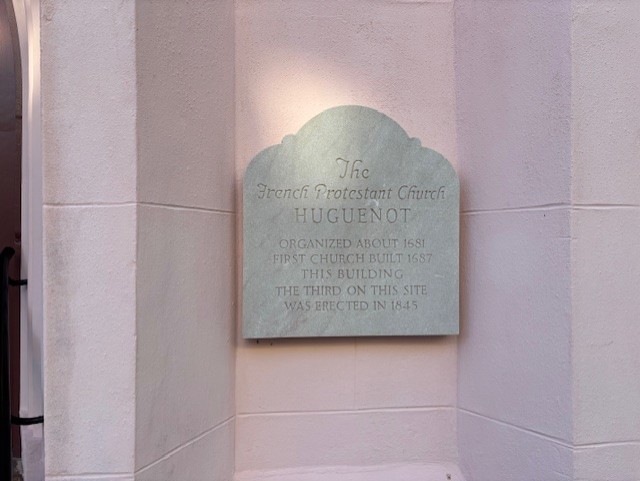 The
French Protestant Church
HUGUENOT
ORGANIZED ABOUT 1681
FIRST CHURCH BUILT 1687
THIS BUILDING
THE THIRD ON THIS SITE
WAS ERECTED IN 1845